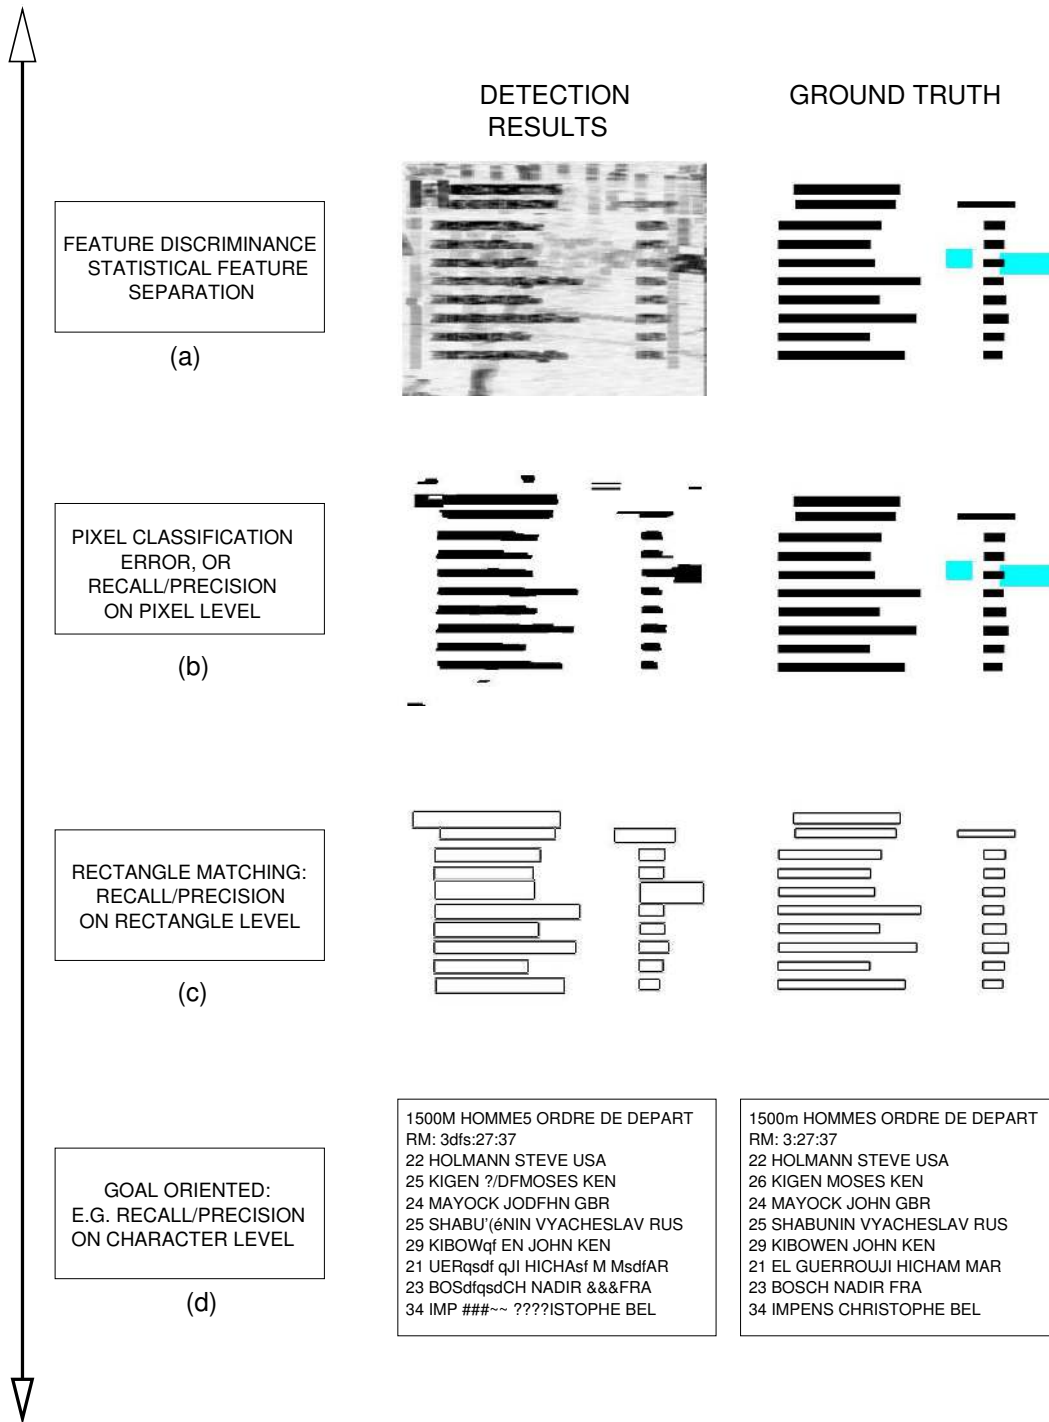 DETECTION
RESULTS
GROUND TRUTH
FEATURE DISCRIMINANCE
STATISTICAL FEATURE
SEPARATION
(a)
PIXEL CLASSIFICATION
ERROR, OR
RECALL/PRECISION
ON PIXEL LEVEL
(b)
RECTANGLE MATCHING:
RECALL/PRECISION
ON RECTANGLE LEVEL
(c)
GOAL ORIENTED:
E.G. RECALL/PRECISION
ON CHARACTER LEVEL
(d)
1500M HOMME5 ORDRE DE DEPART
RM: 3dfs:27:37
22 HOLMANN STEVE USA
25 KIGEN ?/DFMOSES KEN
24 MAYOCK JODFHN GBR
25 SHABU'(éNIN VYACHESLAV RUS
29 KIBOWqf EN JOHN KEN
21 UERqsdf qJI HICHAsf M MsdfAR
23 BOSdfqsdCH NADIR &&&FRA
34 IMP ###~~ ????ISTOPHE BEL
1500m HOMMES ORDRE DE DEPART
RM: 3:27:37
22 HOLMANN STEVE USA
26 KIGEN MOSES KEN
24 MAYOCK JOHN GBR
25 SHABUNIN VYACHESLAV RUS
29 KIBOWEN JOHN KEN
21 EL GUERROUJI HICHAM MAR
23 BOSCH NADIR FRA
34 IMPENS CHRISTOPHE BEL